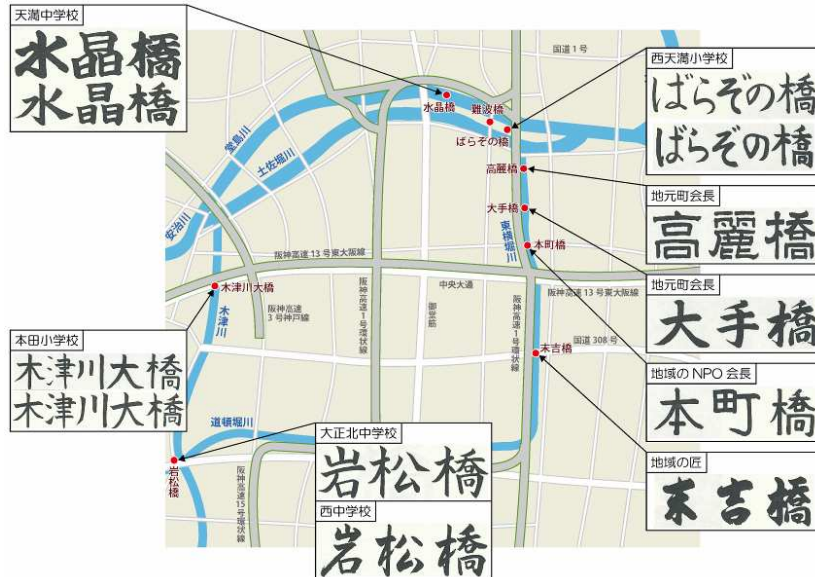 天満中学校
水晶橋
水晶橋
国道1号
西天満小学校
ばらぞの橋
ばらぞの橋
水晶橋
難波橋
ばらぞの橋
堂島川
土佐堀川
安治川
高麗橋
地元町会長
高麗橋
大手橋
東横堀川
本町橋
地元町会長
大手橋
阪神高速13号東大阪線
中央大通
阪神高速13号東大阪線
木津川大橋
阪神高速
3号神戸線
阪神高速1号環状線
御堂筋
阪神高速1号環状線
国道308号
木津川
末吉橋
本田小学校
木津川大橋
木津川大橋
地域のNPO会長
本町橋
道頓堀川
大正北中学校
岩松橋
地域の匠
末吉橋
岩松橋
阪神高速15号環状線
西中学校
岩松橋